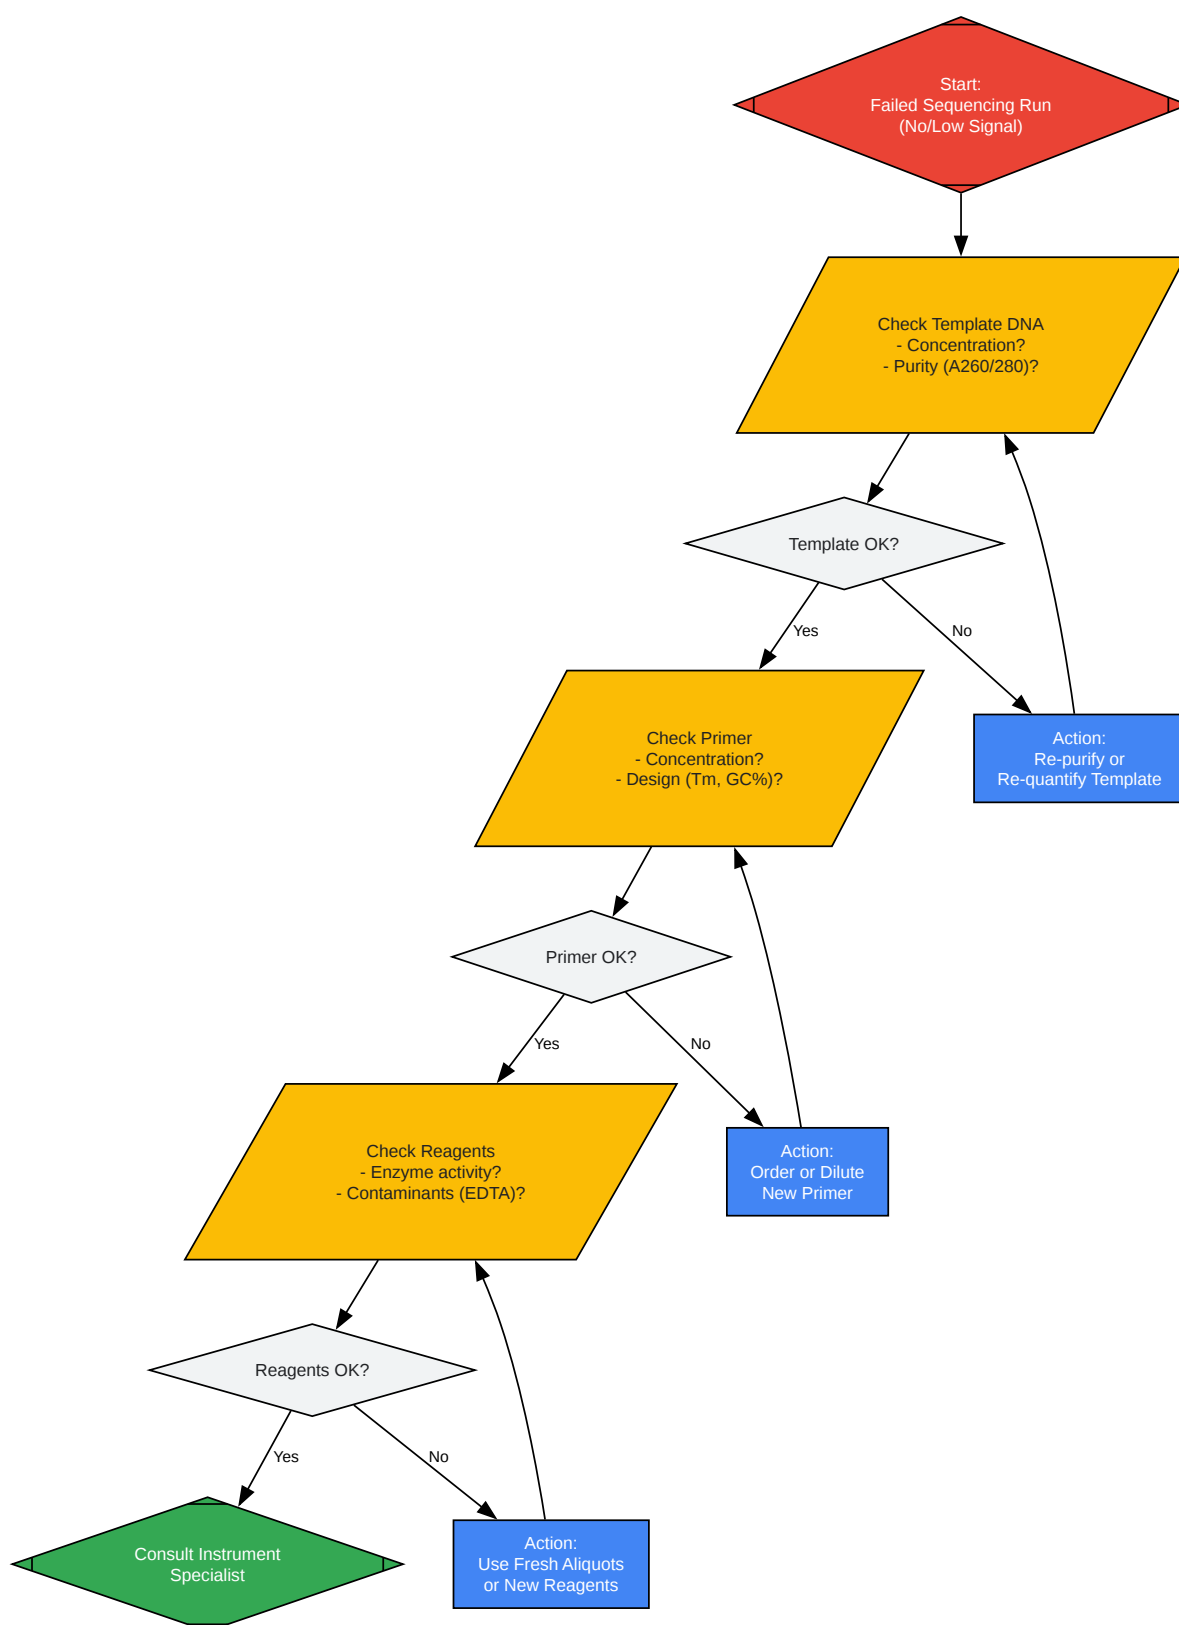 Start:
Failed Sequencing Run
(No/Low Signal)
Check Template DNA
- Concentration?
- Purity (A260/280)?
Template OK?
Yes
No
Check Primer
- Concentration?
- Design (Tm, GC%)?
Action:
Re-purify or
Re-quantify Template
Primer OK?
Yes
No
Check Reagents
- Enzyme activity?
- Contaminants (EDTA)?
Action:
Order or Dilute
New Primer
Reagents OK?
Yes
No
Consult Instrument
Specialist
Action:
Use Fresh Aliquots
or New Reagents